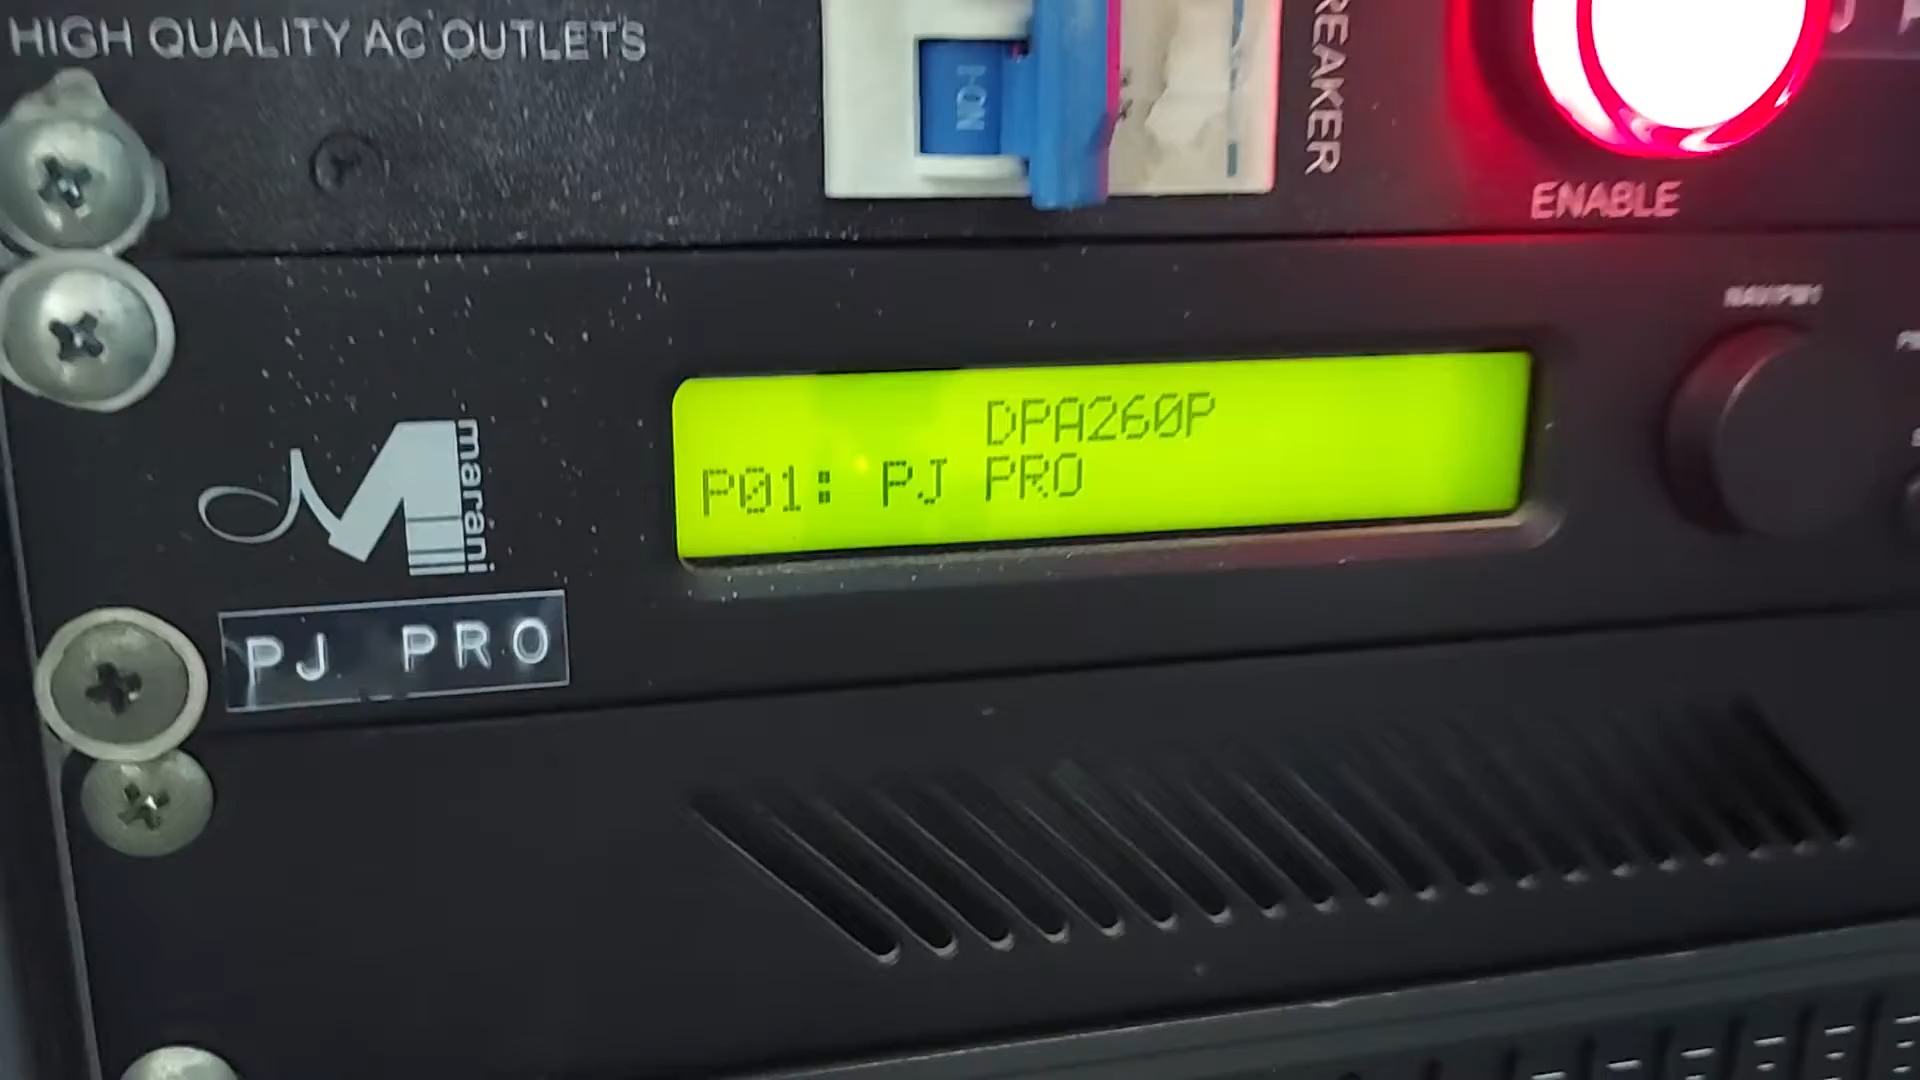 HIGH QUALITY AC OUTLETS
I-ON
REAKER
ENABLE
DPA260P
P01: PJ PRO
marani
PJ PRO